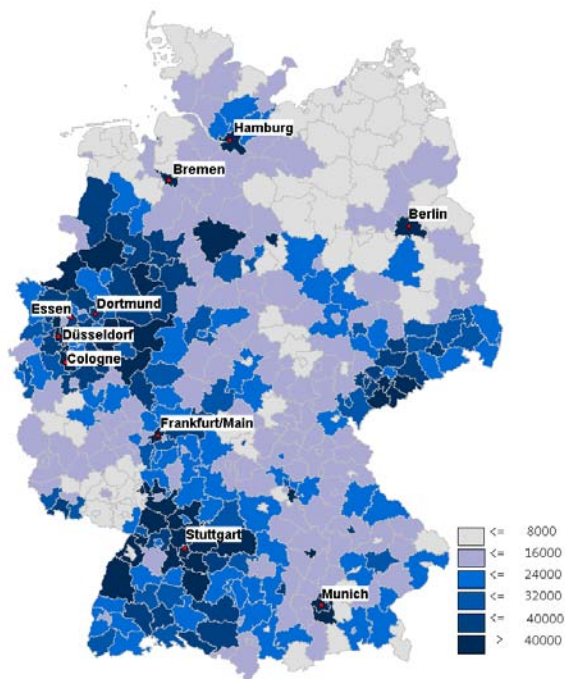 Hamburg
Bremen
Berlin
Essen
Dortmund
Düsseldorf
Cologne
Frankfurt/Main
Stuttgart
Munich
<= 8000
<= 16000
<= 24000
<= 32000
<= 40000
> 40000